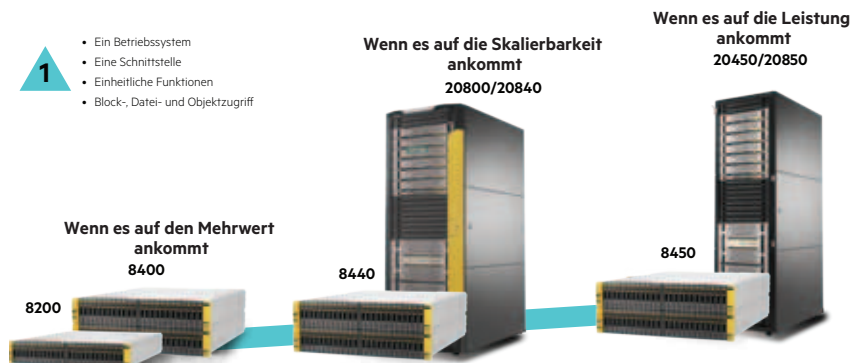 1
• Ein Betriebssystem
• Eine Schnittstelle
• Einheitliche Funktionen
• Block-, Datei- und Objektzugriff
Wenn es auf den Mehrwert
ankommt
8400
8200
Wenn es auf die Skalierbarkeit
ankommt
20800/20840
8440
Wenn es auf die Leistung
ankommt
20450/20850
8450